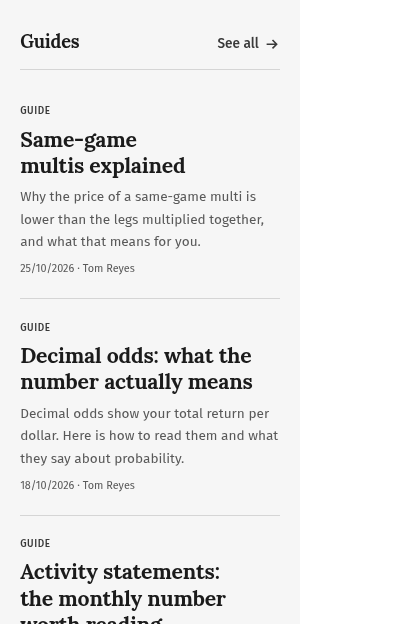 Guides
See all →
GUIDE
Same-game
multis explained
Why the price of a same-game multi is
lower than the legs multiplied together,
and what that means for you.
25/10/2026 · Tom Reyes
GUIDE
Decimal odds: what the
number actually means
Decimal odds show your total return per
dollar. Here is how to read them and what
they say about probability.
18/10/2026 · Tom Reyes
GUIDE
Activity statements:
the monthly number
worth reading